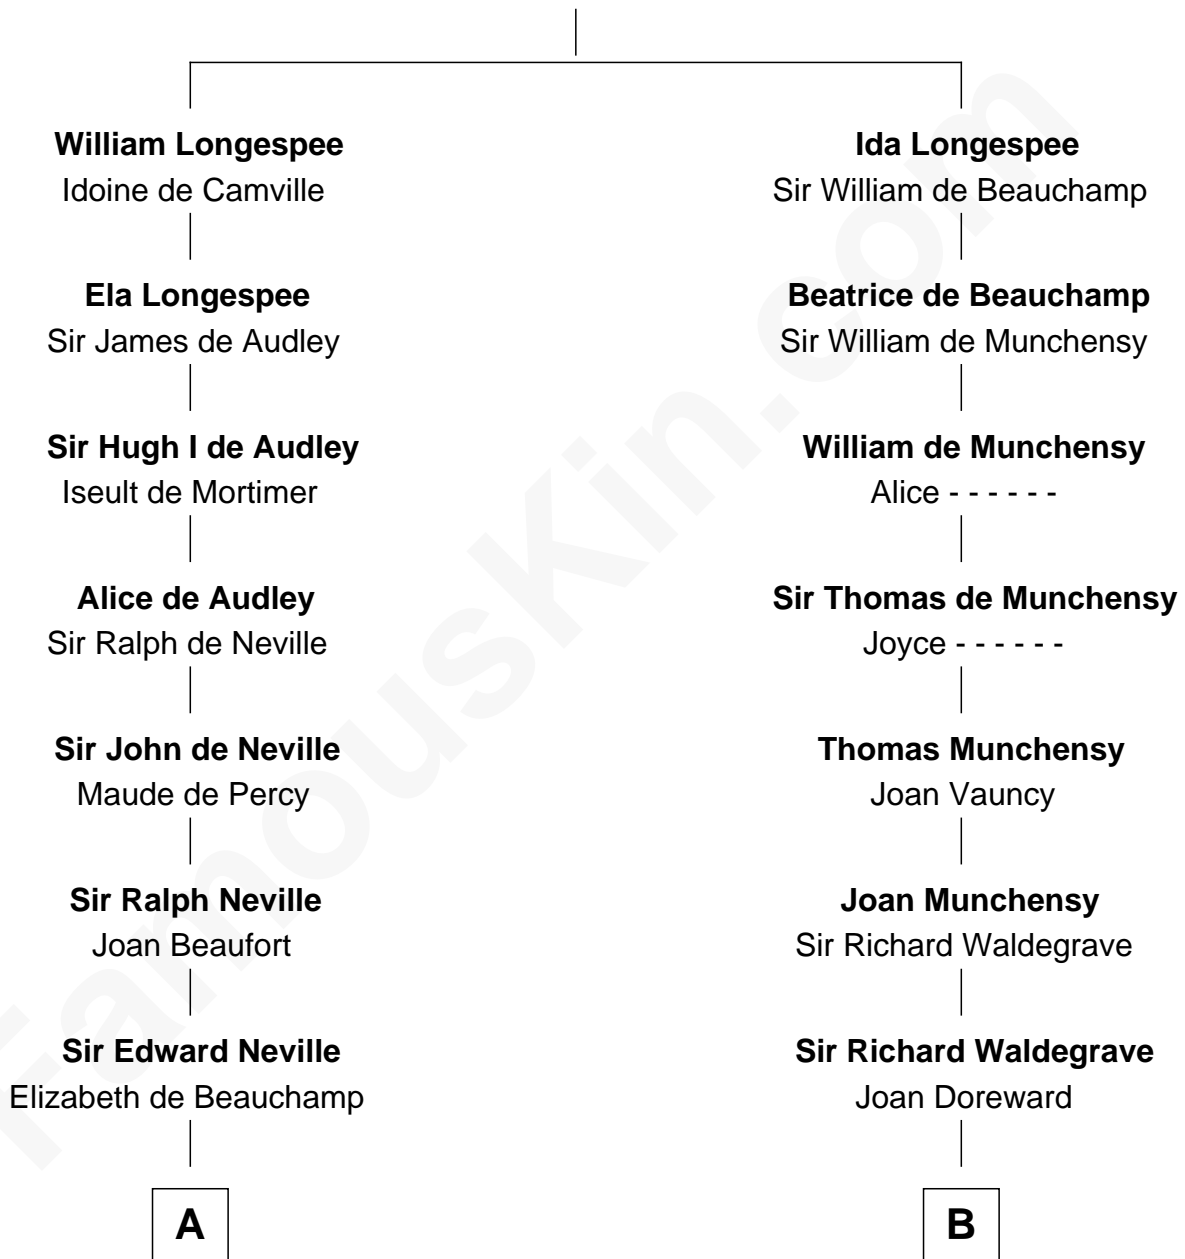 William Longespee
Idoine de Camville
Ida Longespee
Sir William de Beauchamp
Ela Longespee
Sir James de Audley
Beatrice de Beauchamp
Sir William de Munchensy
Sir Hugh I de Audley
Iseult de Mortimer
William de Munchensy
Alice - - - - - -
Alice de Audley
Sir Ralph de Neville
Sir Thomas de Munchensy
Joyce - - - - - -
Sir John de Neville
Maude de Percy
Thomas Munchensy
Joan Vauncy
Sir Ralph Neville
Joan Beaufort
Joan Munchensy
Sir Richard Waldegrave
Sir Edward Neville
Elizabeth de Beauchamp
Sir Richard Waldegrave
Joan Doreward
A
B
FamousKin.com